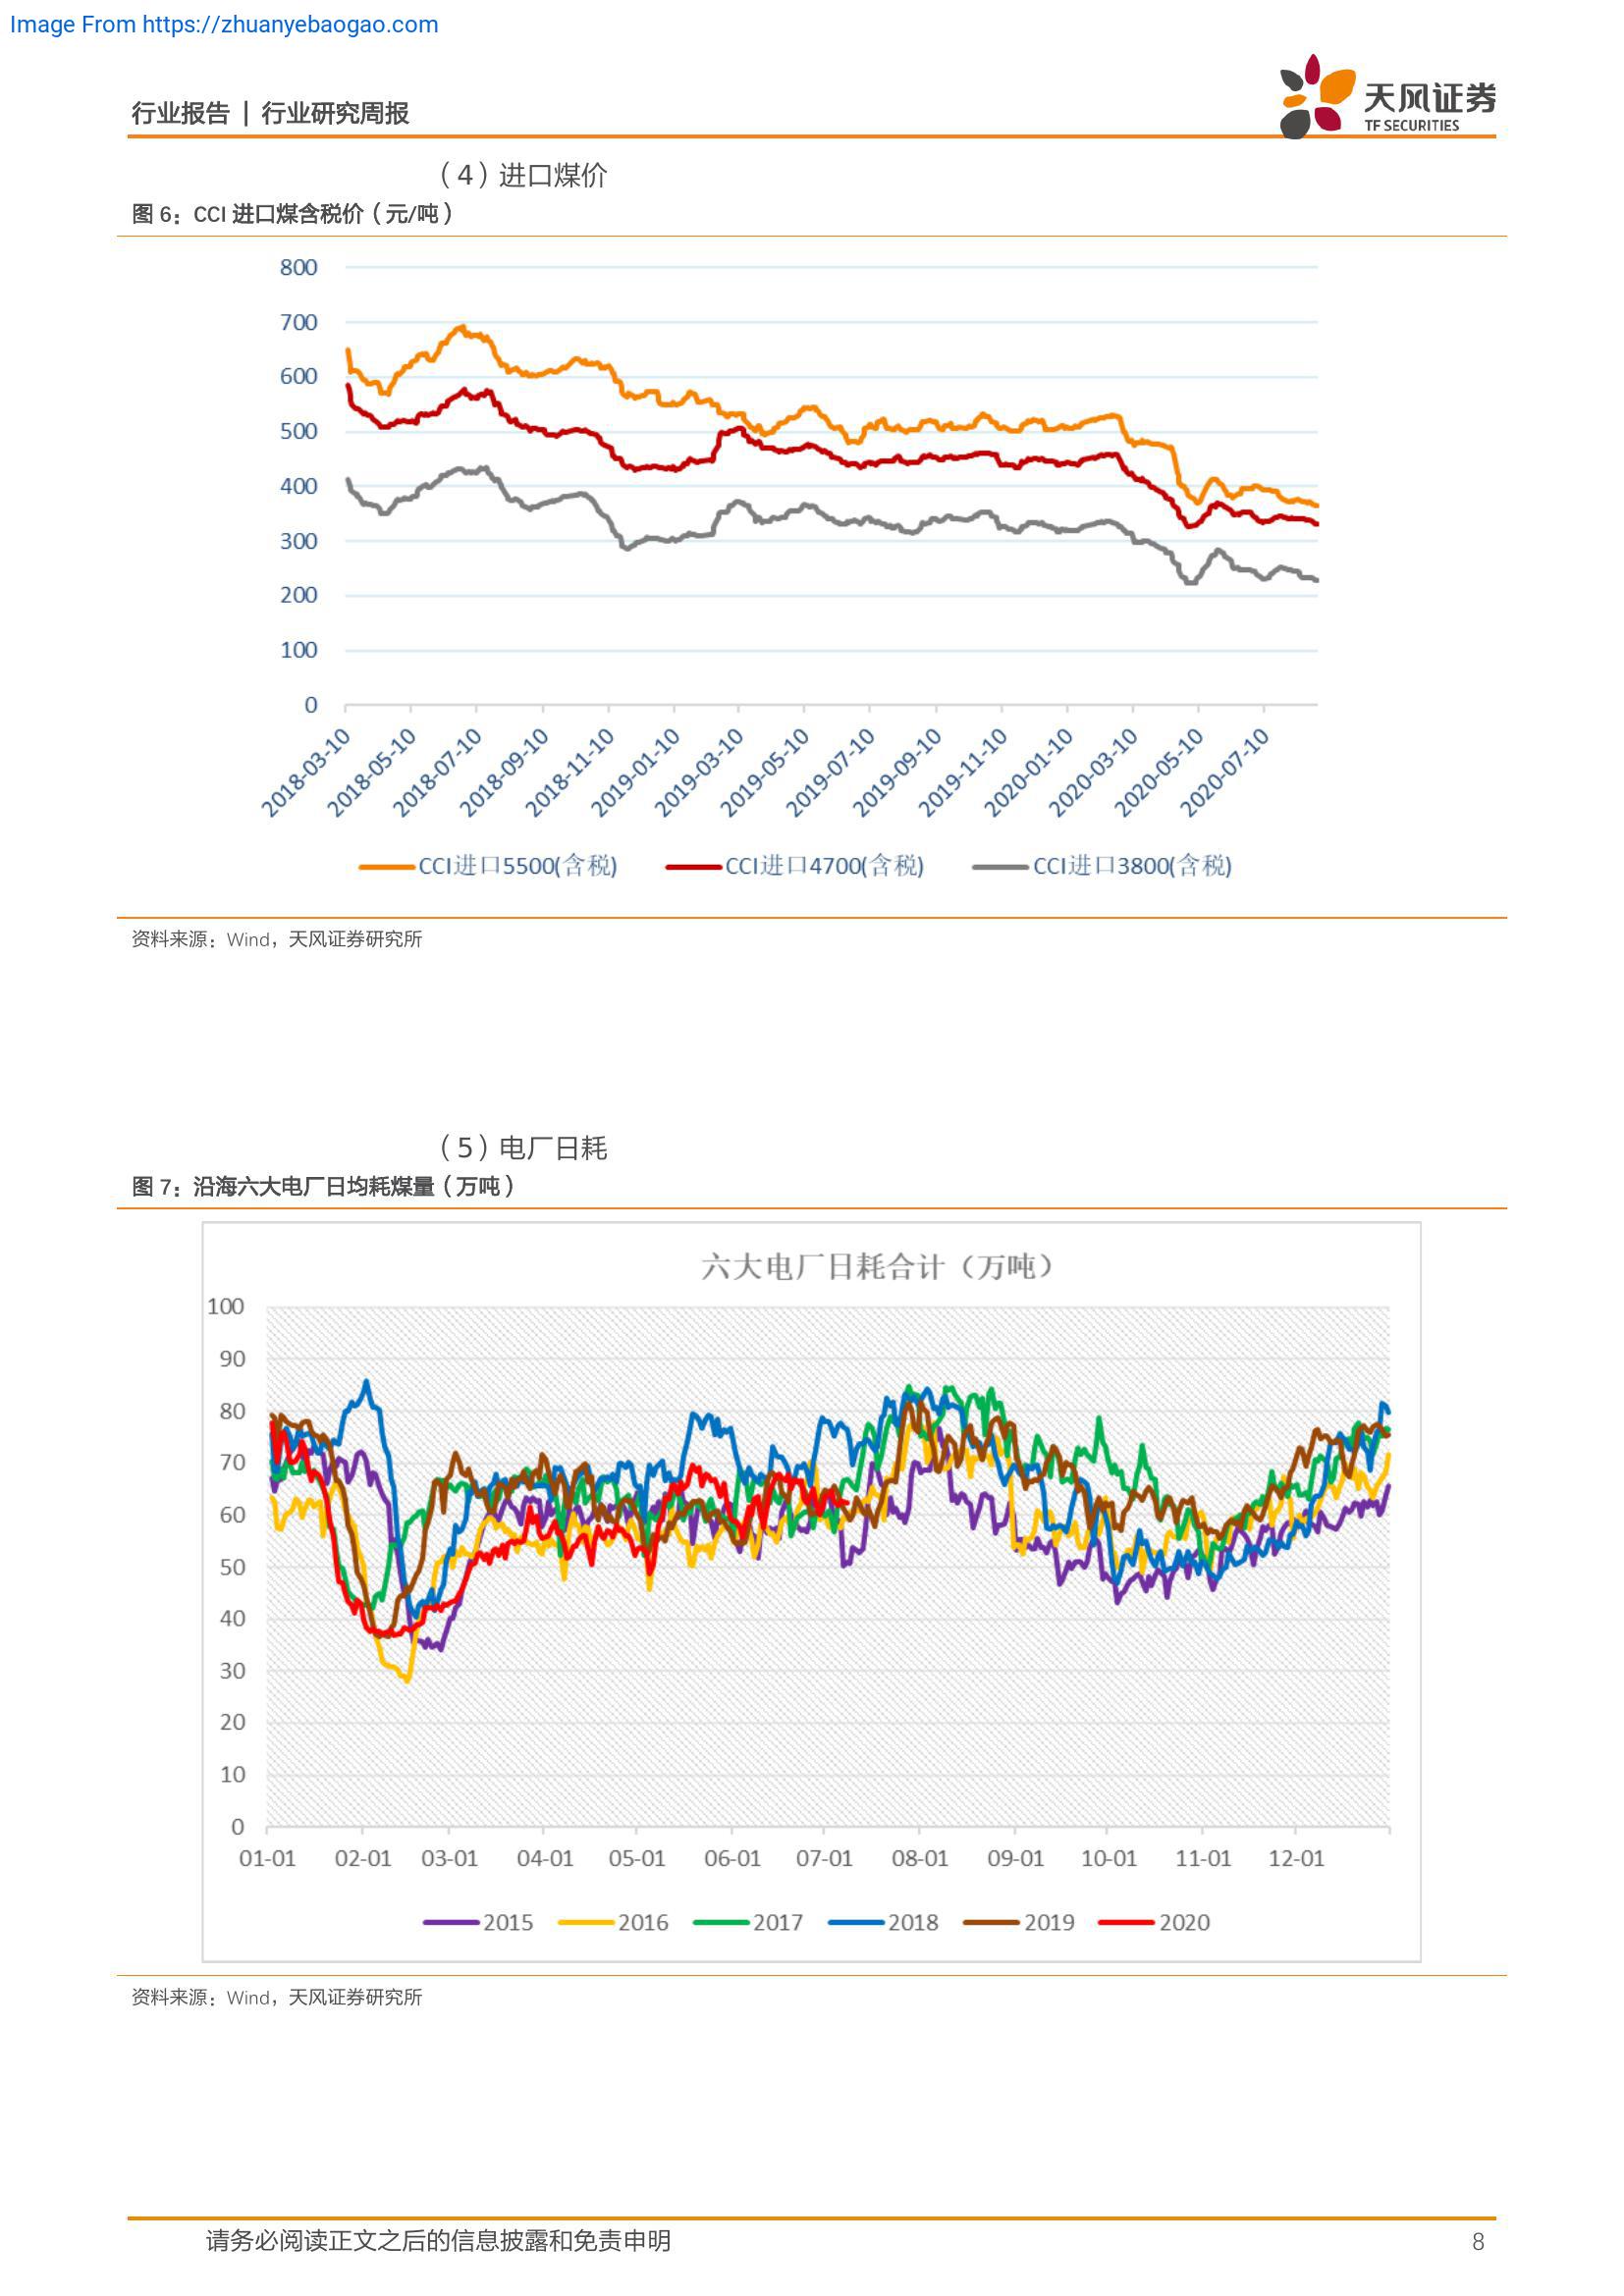 Image From https://zhuanyebaogao.com
行业报告 | 行业研究周报
天风证券
TF SECURITIES
（4）进口煤价
图 6：CCI 进口煤含税价（元/吨）
800
700
600
500
400
300
200
100
0
2018-03-10
2018-05-10
2018-07-10
2018-09-10
2018-11-10
2019-01-10
2019-03-10
2019-05-10
2019-07-10
2019-09-10
2019-11-10
2020-01-10
2020-03-10
2020-05-10
2020-07-10
CCI进口5500(含税) CCI进口4700(含税) CCI进口3800(含税)
资料来源：Wind，天风证券研究所
（5）电厂日耗
图 7：沿海六大电厂日均耗煤量（万吨）
六大电厂日耗合计（万吨）
100
90
80
70
60
50
40
30
20
10
0
01-01 02-01 03-01 04-01 05-01 06-01 07-01 08-01 09-01 10-01 11-01 12-01
2015 2016 2017 2018 2019 2020
资料来源：Wind，天风证券研究所
请务必阅读正文之后的信息披露和免责申明 8